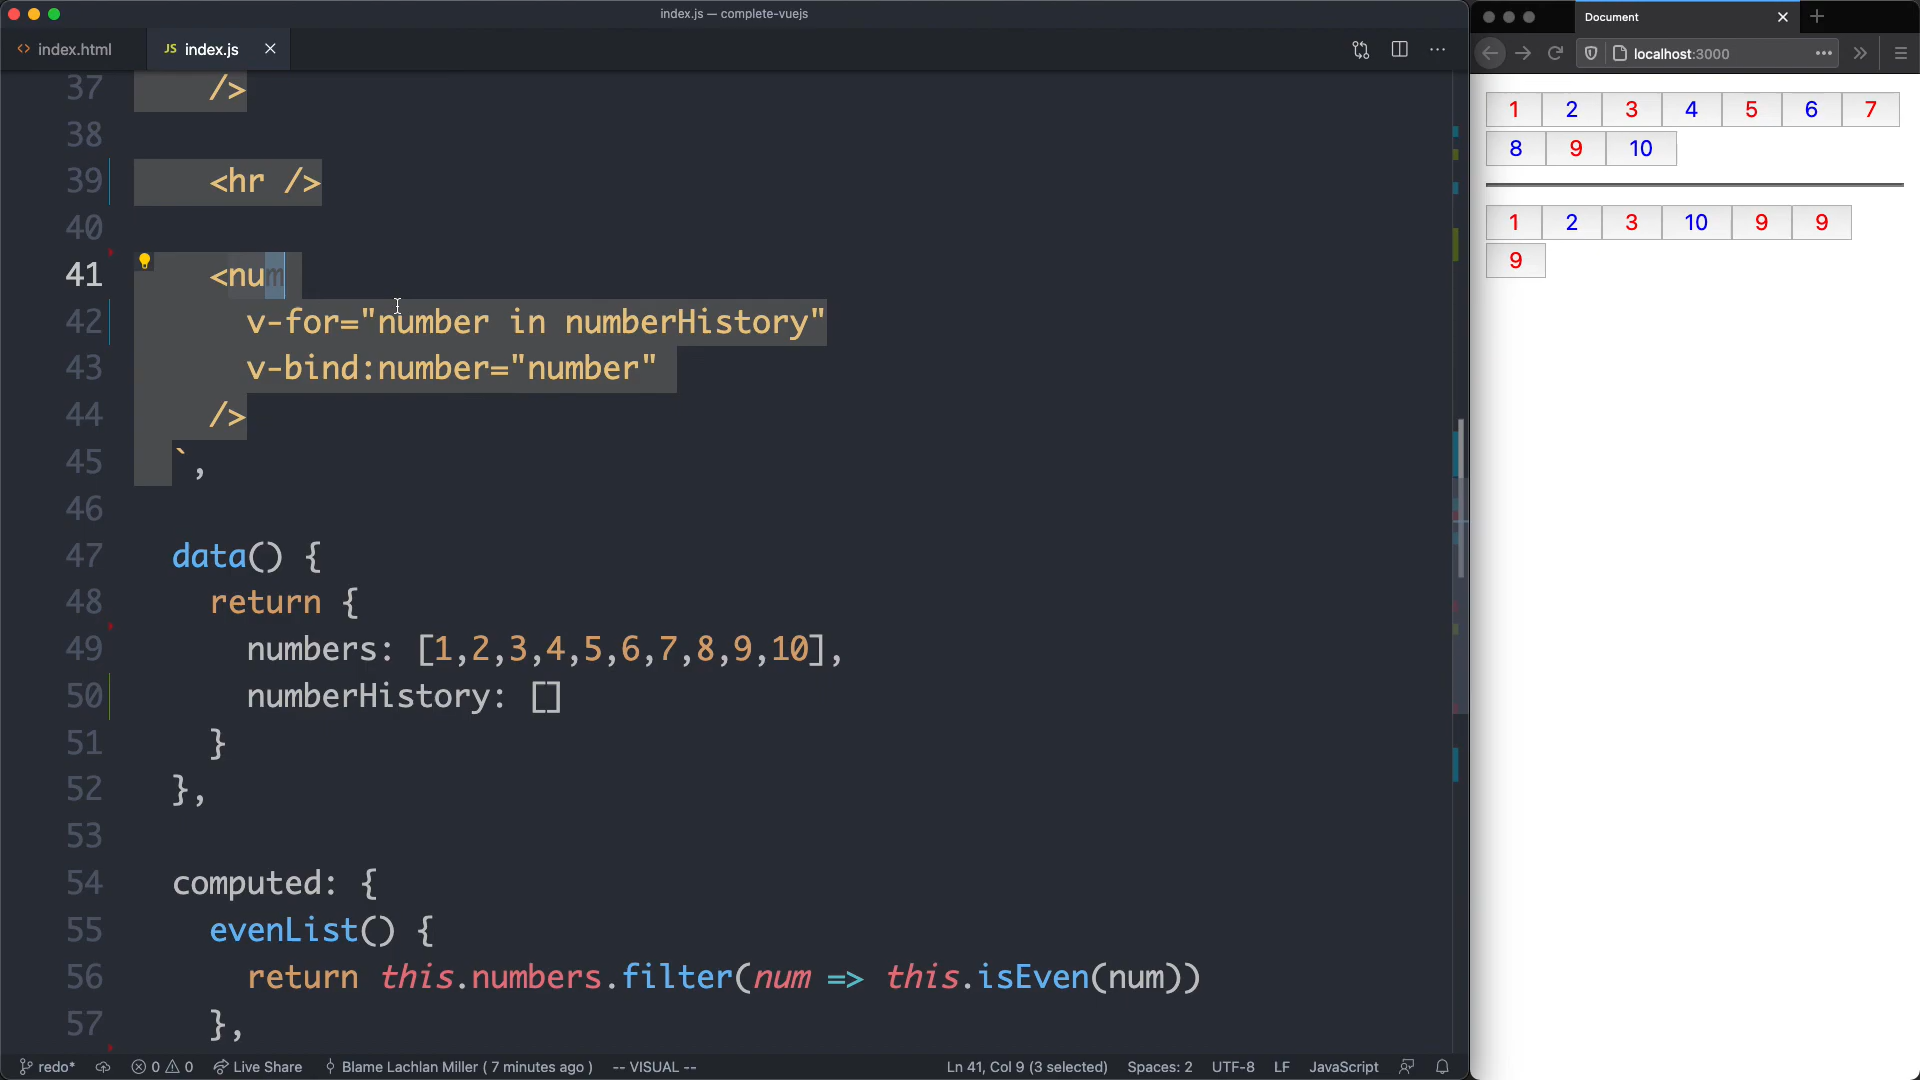 index.js — complete-vuejs
index.html
JS index.js
37 />
38
39 <hr />
40
41 <num
42 v-for="number in numberHistory"
43 v-bind:number="number"
44 />
45 `,
46
47 data() {
48 return {
49 numbers: [1,2,3,4,5,6,7,8,9,10],
50 numberHistory: []
51 }
52 },
53
54 computed: {
55 evenList() {
56 return this.numbers.filter(num => this.isEven(num))
57 },
redo* 0 0 Live Share Blame Lachlan Miller ( 7 minutes ago ) -- VISUAL -- Ln 41, Col 9 (3 selected) Spaces: 2 UTF-8 LF JavaScript
Document
localhost:3000
1 2 3 4 5 6 7
8 9 10
1 2 3 10 9 9
9